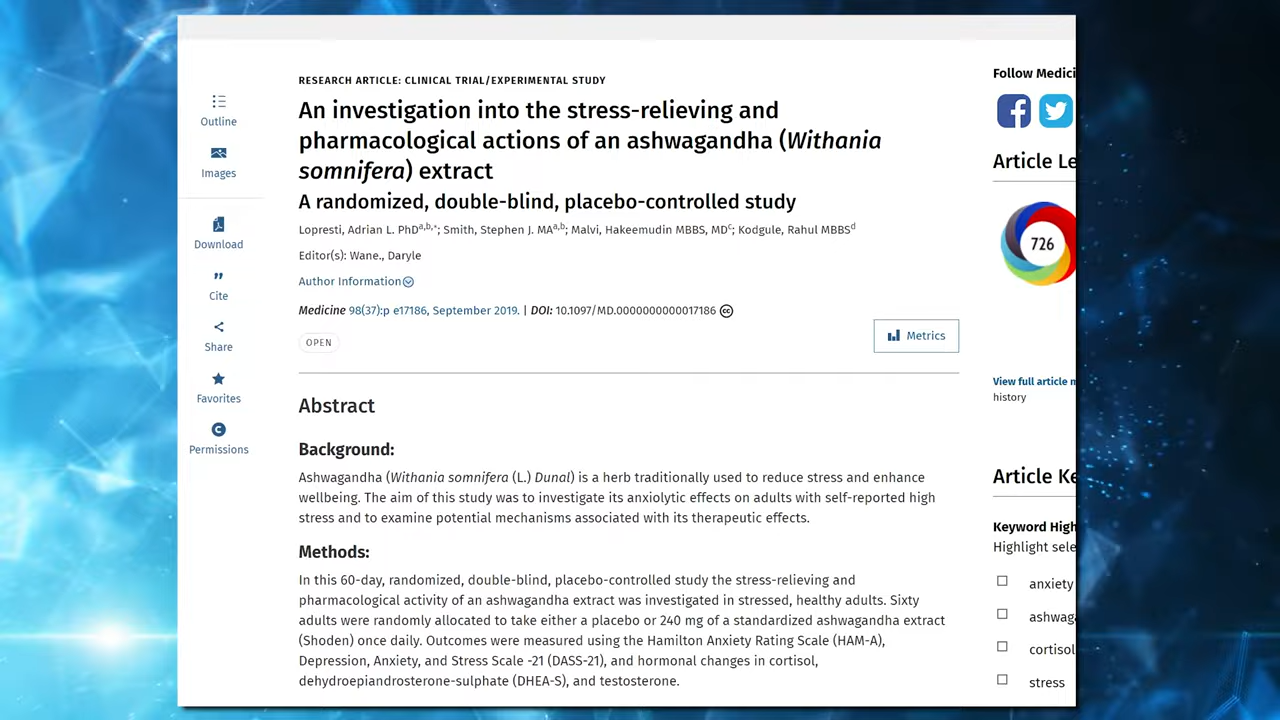 Outline
Images
Download
Cite
Share
Favorites
Permissions
RESEARCH ARTICLE: CLINICAL TRIAL/EXPERIMENTAL STUDY
An investigation into the stress-relieving and
pharmacological actions of an ashwagandha (Withania
somnifera) extract
A randomized, double-blind, placebo-controlled study
Lopresti, Adrian L. PhDa,b,*; Smith, Stephen J. MAa,b; Malvi, Hakeemudin MBBS, MDc; Kodgule, Rahul MBBSd
Editor(s): Wane., Daryle
Author Information
Medicine 98(37):p e17186, September 2019. | DOI: 10.1097/MD.0000000000017186
OPEN
Metrics
Abstract
Background:
Ashwagandha (Withania somnifera (L.) Dunal) is a herb traditionally used to reduce stress and enhance
wellbeing. The aim of this study was to investigate its anxiolytic effects on adults with self-reported high
stress and to examine potential mechanisms associated with its therapeutic effects.
Methods:
In this 60-day, randomized, double-blind, placebo-controlled study the stress-relieving and
pharmacological activity of an ashwagandha extract was investigated in stressed, healthy adults. Sixty
adults were randomly allocated to take either a placebo or 240 mg of a standardized ashwagandha extract
(Shoden) once daily. Outcomes were measured using the Hamilton Anxiety Rating Scale (HAM-A),
Depression, Anxiety, and Stress Scale -21 (DASS-21), and hormonal changes in cortisol,
dehydroepiandrosterone-sulphate (DHEA-S), and testosterone.
Follow Medici
Article Le
726
View full article m
history
Article Ke
Keyword High
Highlight sele
anxiety
ashwag
cortisol
stress